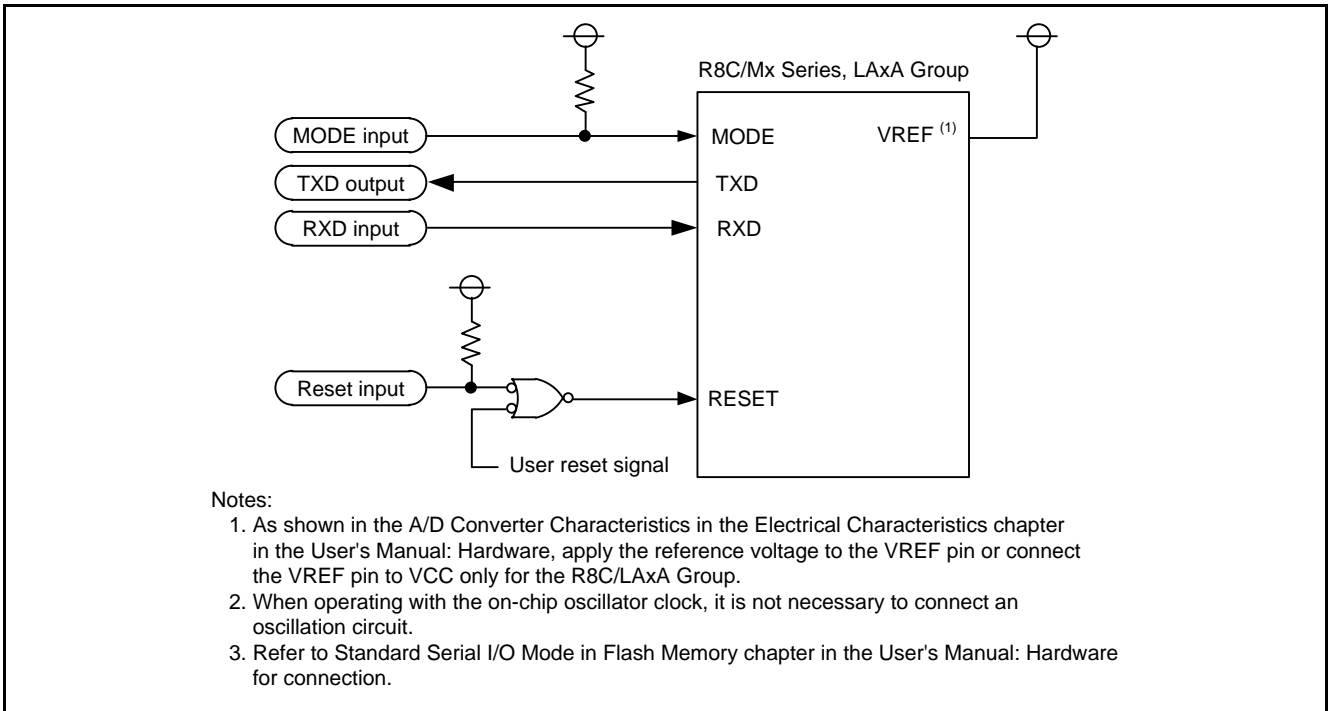 R8C/Mx Series, LAxA Group
MODE input
MODE
VREF (1)
TXD output
TXD
RXD input
RXD
Reset input
RESET
User reset signal
Notes:
1. As shown in the A/D Converter Characteristics in the Electrical Characteristics chapter
in the User's Manual: Hardware, apply the reference voltage to the VREF pin or connect
the VREF pin to VCC only for the R8C/LAxA Group.
2. When operating with the on-chip oscillator clock, it is not necessary to connect an
oscillation circuit.
3. Refer to Standard Serial I/O Mode in Flash Memory chapter in the User's Manual: Hardware
for connection.